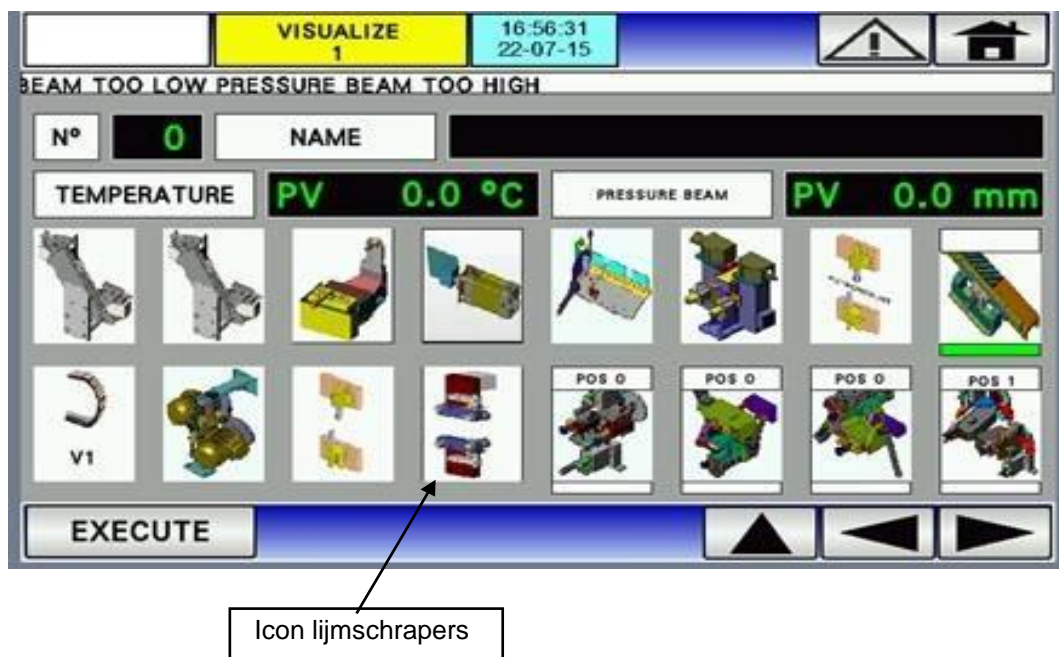 VISUALIZE
1
16:56:31
22-07-15
BEAM TOO LOW PRESSURE BEAM TOO HIGH
Nº 0 NAME
TEMPERATURE PV 0.0 ºC PRESSURE BEAM PV 0.0 mm
V1 POS 0 POS 0 POS 0 POS 1
EXECUTE
Icon lijmschrapers